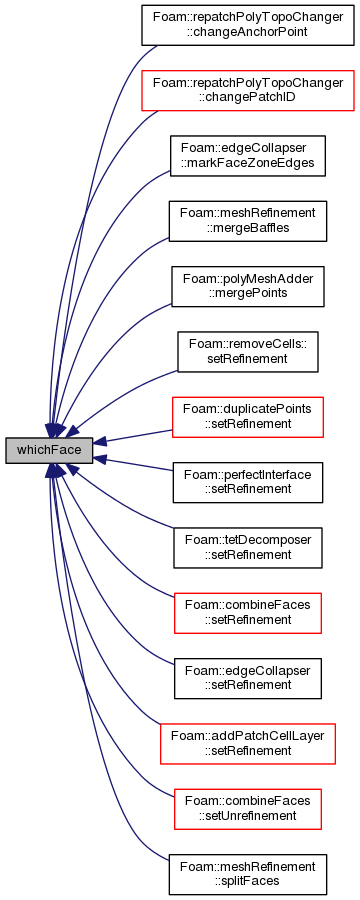 Foam::repatchPolyTopoChanger
::changeAnchorPoint
Foam::repatchPolyTopoChanger
::changePatchID
Foam::edgeCollapser
::markFaceZoneEdges
Foam::meshRefinement
::mergeBaffles
Foam::polyMeshAdder
::mergePoints
Foam::removeCells::
setRefinement
Foam::duplicatePoints
::setRefinement
whichFace
Foam::perfectInterface
::setRefinement
Foam::tetDecomposer
::setRefinement
Foam::combineFaces
::setRefinement
Foam::edgeCollapser
::setRefinement
Foam::addPatchCellLayer
::setRefinement
Foam::combineFaces
::setUnrefinement
Foam::meshRefinement
::splitFaces